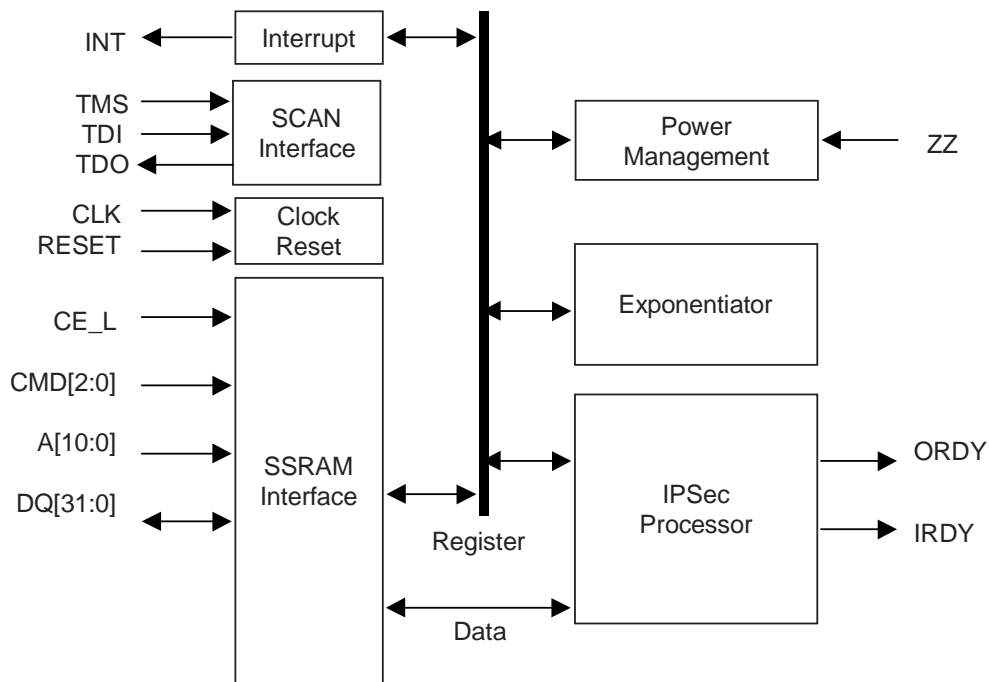 INT
Interrupt
TMS
TDI
TDO
SCAN
Interface
CLK
RESET
Clock
Reset
CE_L
CMD[2:0]
A[10:0]
DQ[31:0]
SSRAM
Interface
Register
Data
Power
Management
ZZ
Exponentiator
IPSec
Processor
ORDY
IRDY